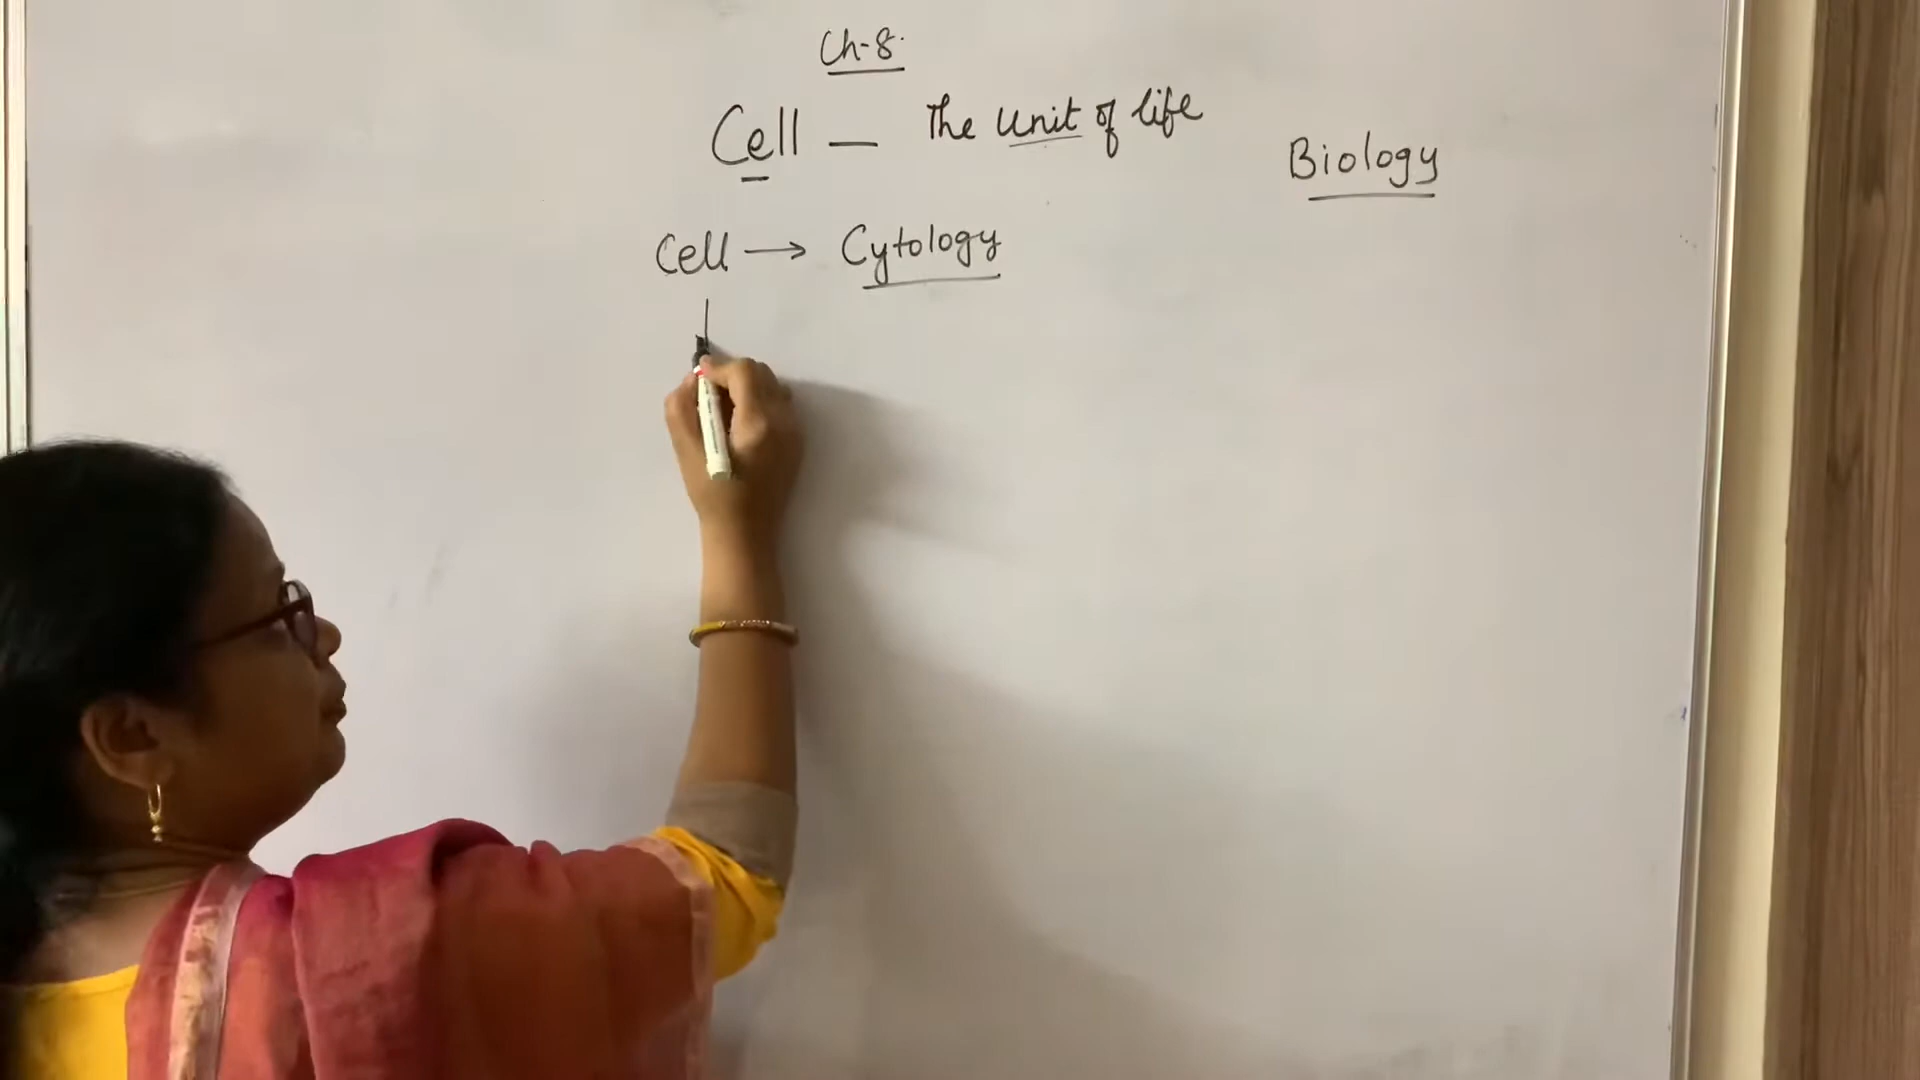 Ch-8.
Cell — The Unit of life
Biology
Cell → Cytology